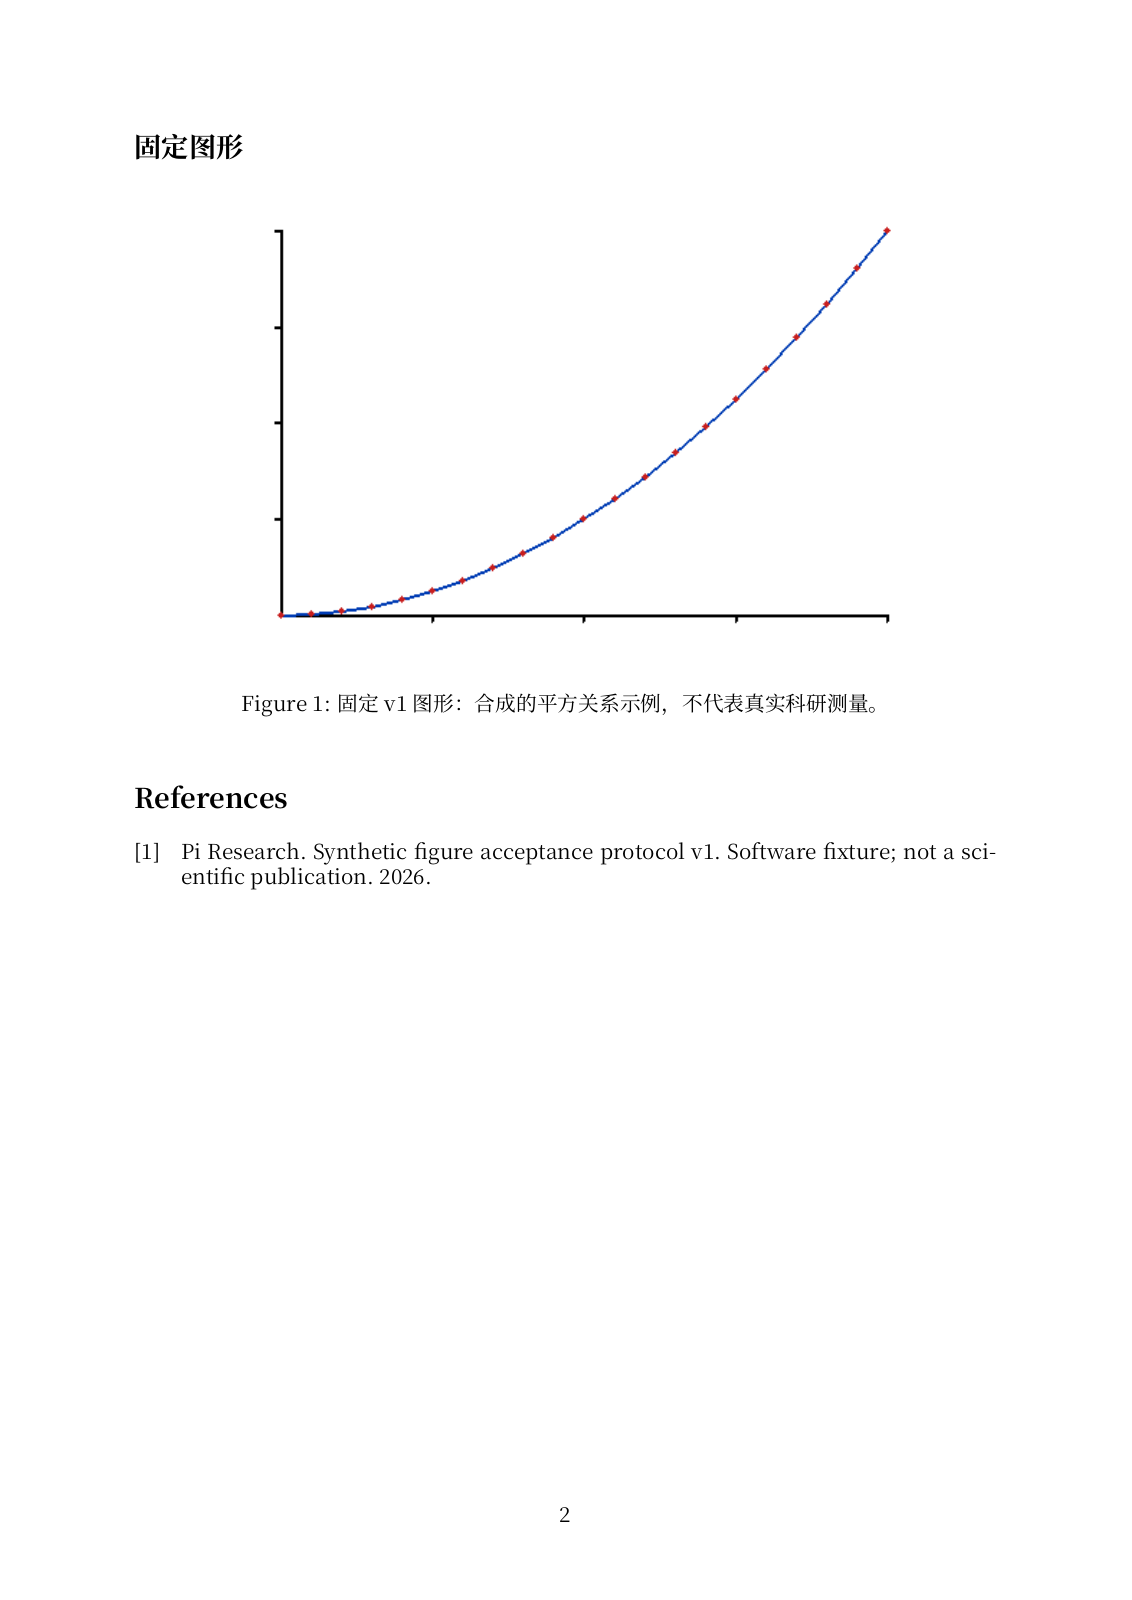 固定图形
Figure 1: 固定 v1 图形：合成的平方关系示例，不代表真实科研测量。
References
[1] Pi Research. Synthetic figure acceptance protocol v1. Software fixture; not a sci-
entific publication. 2026.
2